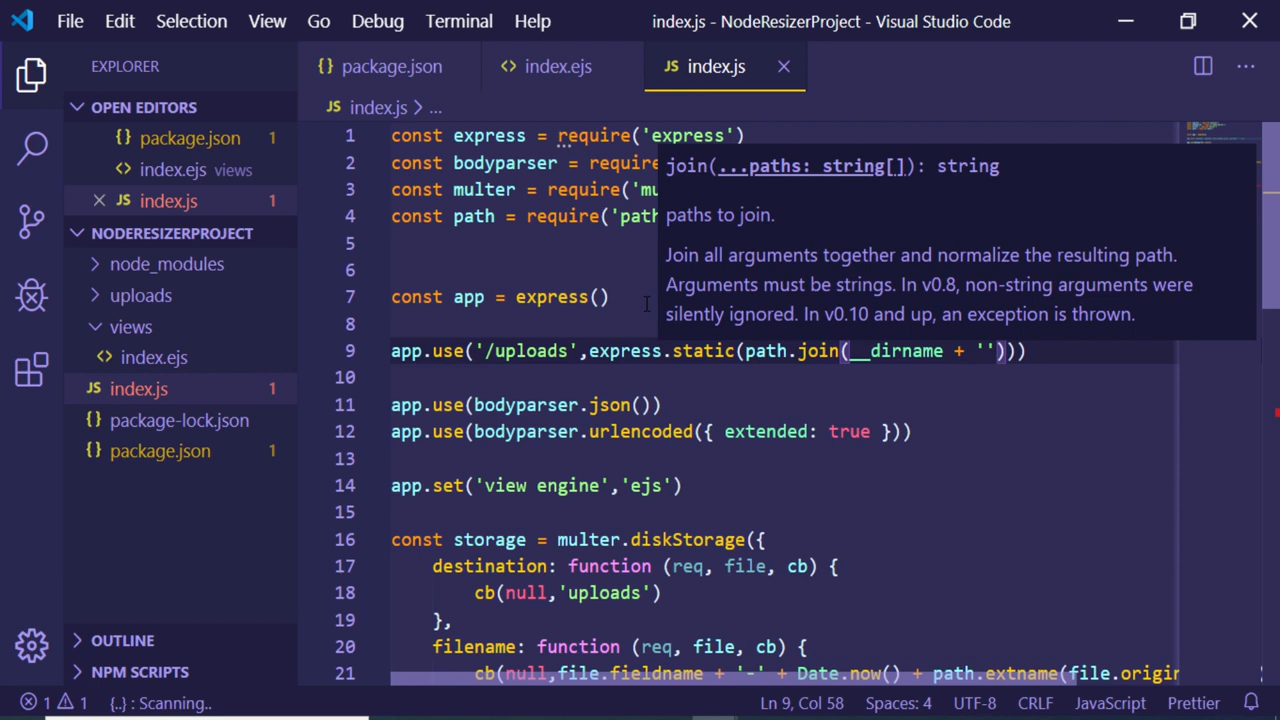 File Edit Selection View Go Debug Terminal Help index.js - NodeResizerProject - Visual Studio Code
EXPLORER
OPEN EDITORS
{} package.json 1
<> index.ejs views
JS index.js 1
NODERESIZERPROJECT
node_modules
uploads
views
<> index.ejs
JS index.js 1
{} package-lock.json
{} package.json 1
OUTLINE
NPM SCRIPTS
{} package.json <> index.ejs JS index.js
JS index.js > ...
1 const express = require('express')
2 const bodyparser = require
3 const multer = require('mu
4 const path = require('path
5
6
7 const app = express()
8
9 app.use('/uploads',express.static(path.join(__dirname + '')))
10
11 app.use(bodyparser.json())
12 app.use(bodyparser.urlencoded({ extended: true }))
13
14 app.set('view engine','ejs')
15
16 const storage = multer.diskStorage({
17 destination: function (req, file, cb) {
18 cb(null,'uploads')
19 },
20 filename: function (req, file, cb) {
21 cb(null,file.fieldname + '-' + Date.now() + path.extname(file.origin
join(...paths: string[]): string
paths to join.
Join all arguments together and normalize the resulting path.
Arguments must be strings. In v0.8, non-string arguments were
silently ignored. In v0.10 and up, an exception is thrown.
1 1 {..} : Scanning.. Ln 9, Col 58 Spaces: 4 UTF-8 CRLF JavaScript Prettier